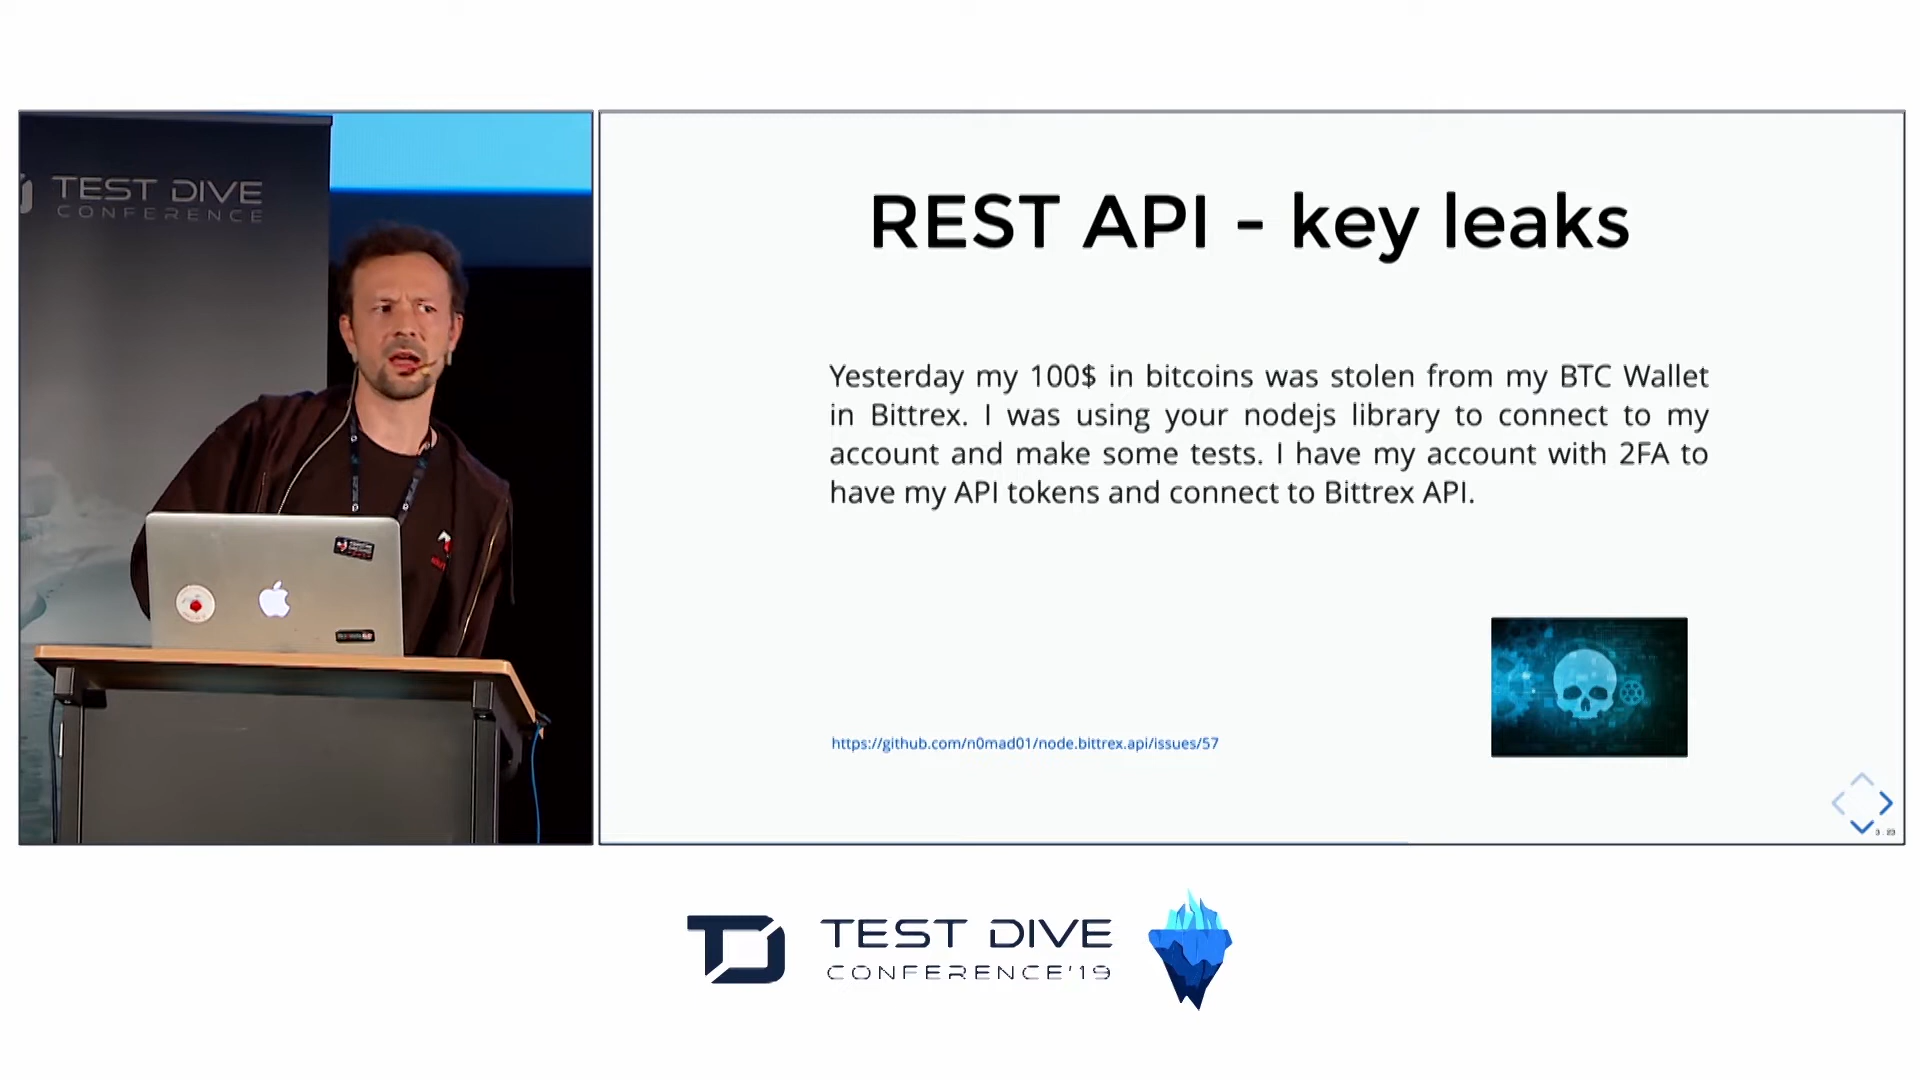 TEST DIVE
CONFERENCE
REST API - key leaks
Yesterday my 100$ in bitcoins was stolen from my BTC Wallet
in Bittrex. I was using your nodejs library to connect to my
account and make some tests. I have my account with 2FA to
have my API tokens and connect to Bittrex API.
https://github.com/n0mad01/node.bittrex.api/issues/57
TEST DIVE
CONFERENCE'19